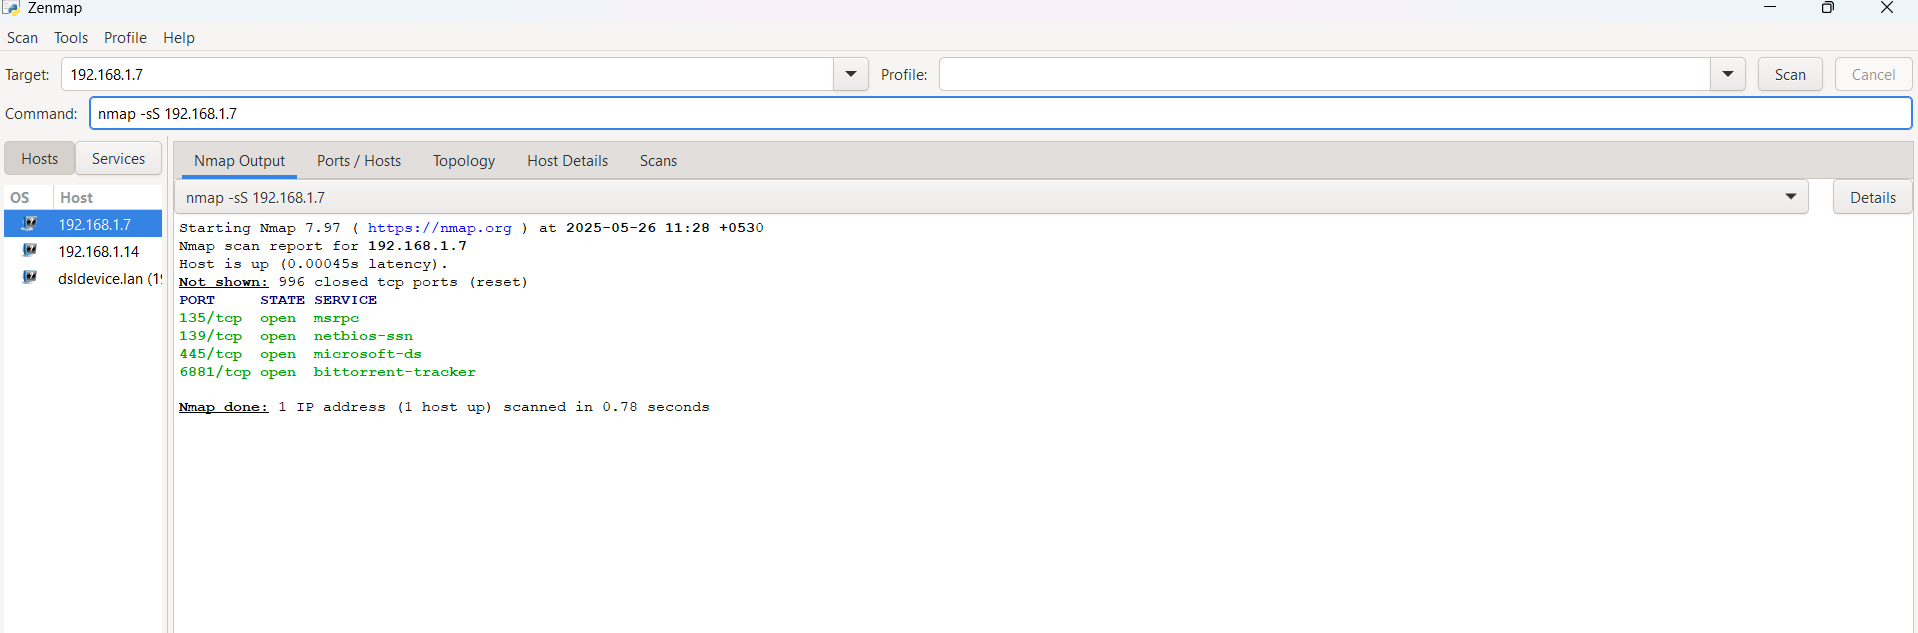 Zenmap
Scan Tools Profile Help
Target: 192.168.1.7 Profile: Scan Cancel
Command: nmap -sS 192.168.1.7
Hosts Services Nmap Output Ports / Hosts Topology Host Details Scans
OS Host nmap -sS 192.168.1.7 Details
192.168.1.7
192.168.1.14
dsldevice.lan (19
Starting Nmap 7.97 ( https://nmap.org ) at 2025-05-26 11:28 +0530
Nmap scan report for 192.168.1.7
Host is up (0.00045s latency).
Not shown: 996 closed tcp ports (reset)
PORT STATE SERVICE
135/tcp open msrpc
139/tcp open netbios-ssn
445/tcp open microsoft-ds
6881/tcp open bittorrent-tracker
Nmap done: 1 IP address (1 host up) scanned in 0.78 seconds